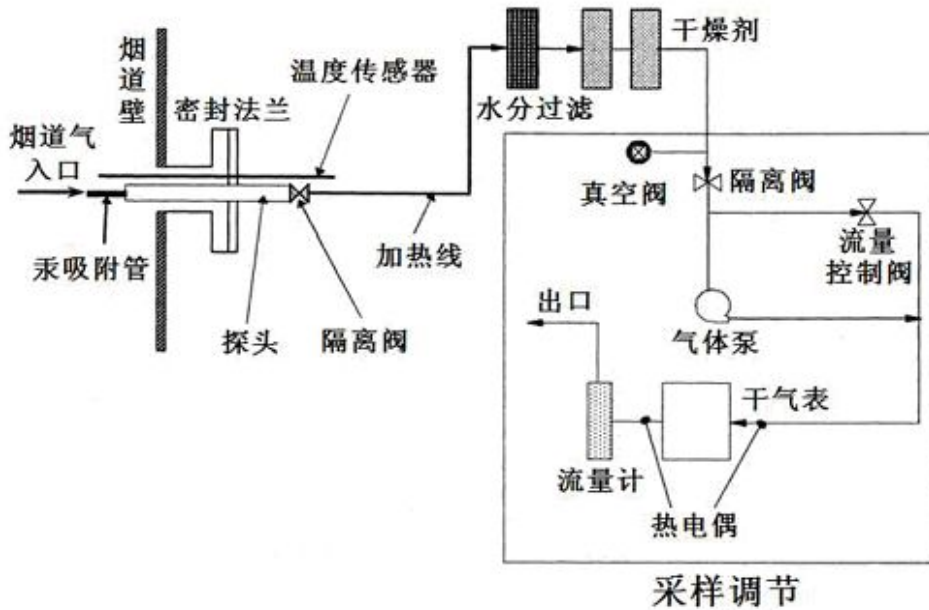 烟道壁
温度传感器
密封法兰
烟道气
入口
汞吸附管
探头
隔离阀
加热线
水分过滤
干燥剂
真空阀
隔离阀
流量
控制阀
出口
气体泵
干气表
流量计
热电偶
采样调节